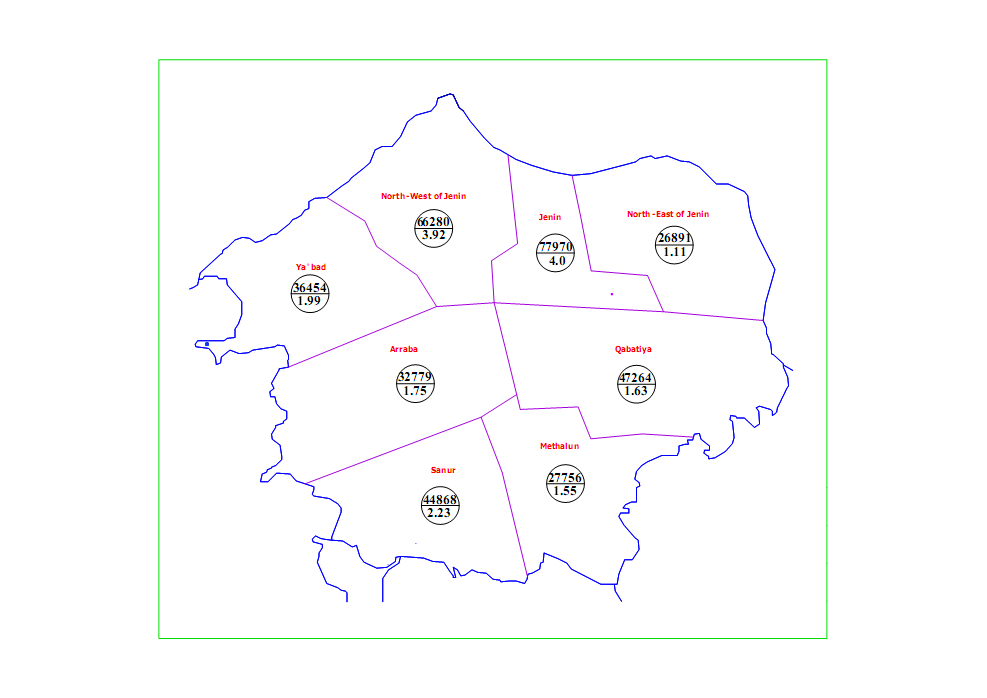 North-West of Jenin
66280
3.92
Jenin
77970
4.0
North-East of Jenin
26891
1.11
Ya'bad
36454
1.99
Arraba
32779
1.75
Qabatiya
47264
1.63
Methalun
27756
1.55
Sanur
44868
2.23